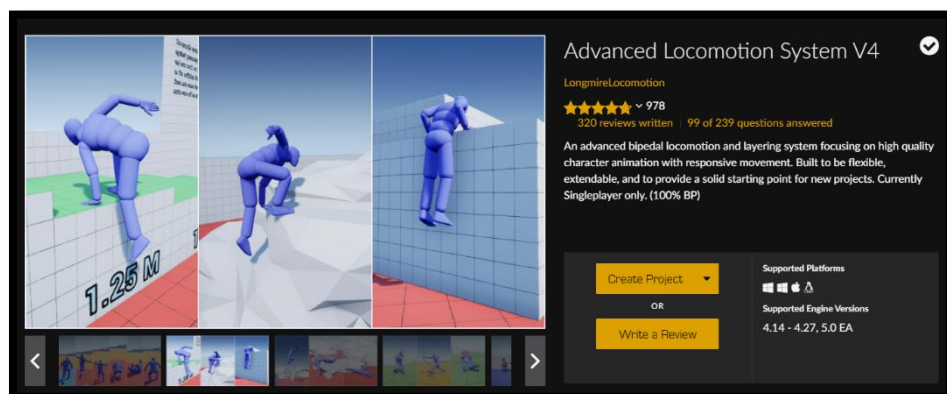 Advanced Locomotion System V4
LongmireLocomotion
978
320 reviews written | 99 of 239 questions answered
An advanced bipedal locomotion and layering system focusing on high quality
character animation with responsive movement. Built to be flexible,
extendable, and to provide a solid starting point for new projects. Currently
Singleplayer only. (100% BP)
Create Project
OR
Write a Review
Supported Platforms
Supported Engine Versions
4.14 - 4.27, 5.0 EA
1.25 M